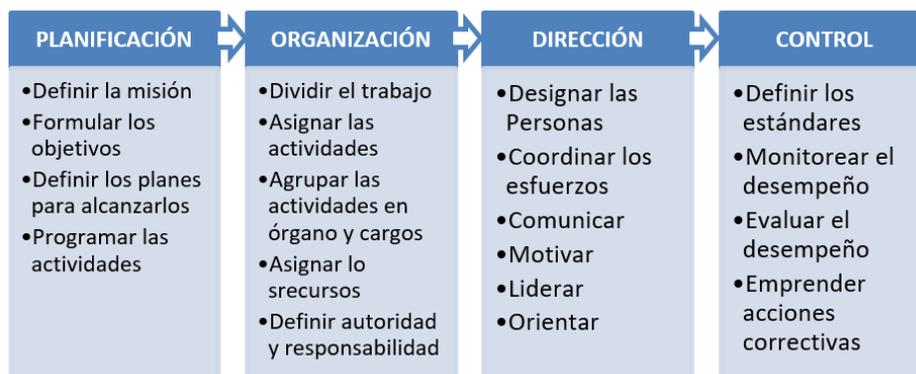 PLANIFICACIÓN
•Definir la misión
•Formular los
objetivos
•Definir los planes
para alcanzarlos
•Programar las
actividades
ORGANIZACIÓN
•Dividir el trabajo
•Asignar las
actividades
•Agrupar las
actividades en
órgano y cargos
•Asignar lo
srecursos
•Definir autoridad
y responsabilidad
DIRECCIÓN
•Designar las
Personas
•Coordinar los
esfuerzos
•Comunicar
•Motivar
•Liderar
•Orientar
CONTROL
•Definir los
estándares
•Monitorear el
desempeño
•Evaluar el
desempeño
•Emprender
acciones
correctivas